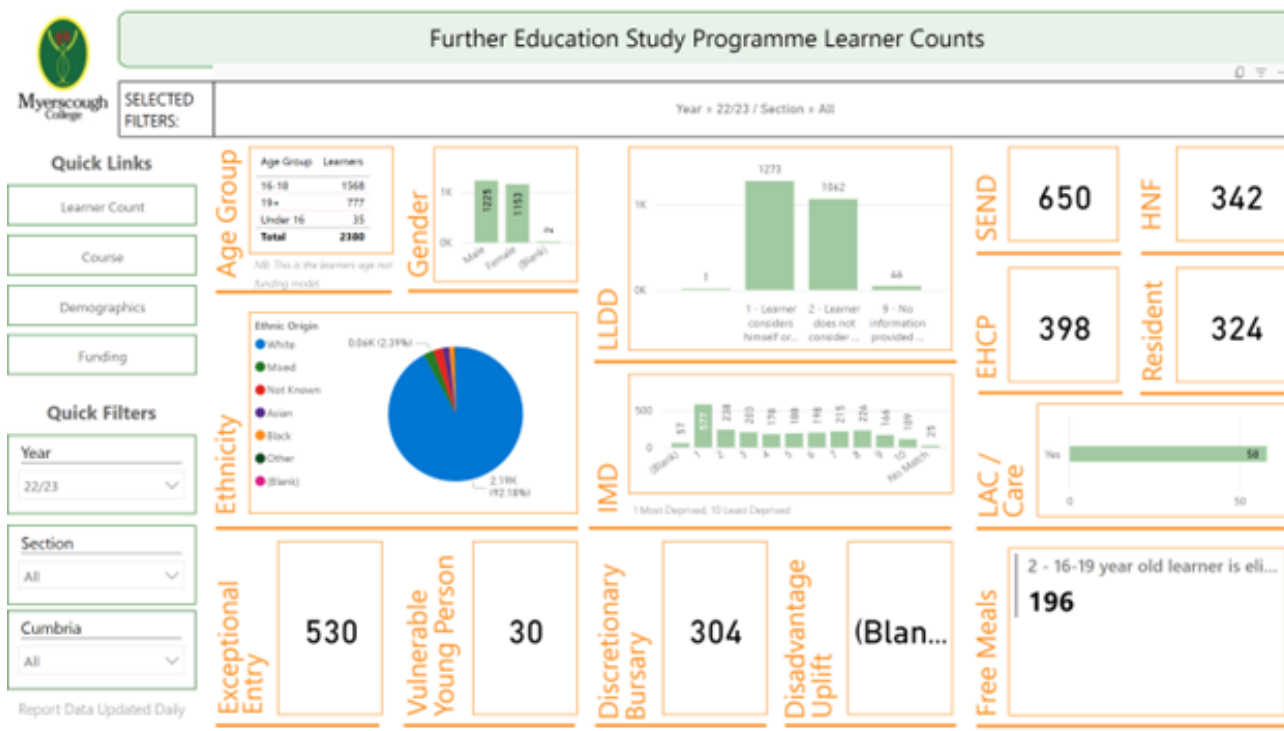 Further Education Study Programme Learner Counts
Myerscough
College
SELECTED
FILTERS:
Year = 22/23 / Section = All
Quick Links
Learner Count
Course
Demographics
Funding
Quick Filters
Year
22/23
Section
All
Cumbria
All
Report Data Updated Daily
Age Group
Age Group Learners
16-18 1568
19+ 777
Under 16 35
Total 2380
NB: This is the learners age not
funding model
Gender
1K
0K
1225
1153
2
Male
Female
(Blank)
LLDD
1K
0K
1
1273
1062
44
1 - Learner
considers
himself or...
2 - Learner
does not
consider ...
9 - No
information
provided ...
SEND
650
HNF
342
EHCP
398
Resident
324
Ethnicity
Ethnic Origin
White
Mixed
Not Known
Asian
Black
Other
(Blank)
0.06K (2.39%)
2.19K
(92.18%)
IMD
500
0
57
577
238
203
178
188
198
215
226
166
109
25
(Blank)
1
2
3
4
5
6
7
8
9
10
No Match
1 Most Deprived, 10 Least Deprived
LAC /
Care
Yes
58
0
50
Exceptional
Entry
530
Vulnerable
Young Person
30
Discretionary
Bursary
304
Disadvantage
Uplift
(Blan...
Free Meals
2 - 16-19 year old learner is eli...
196